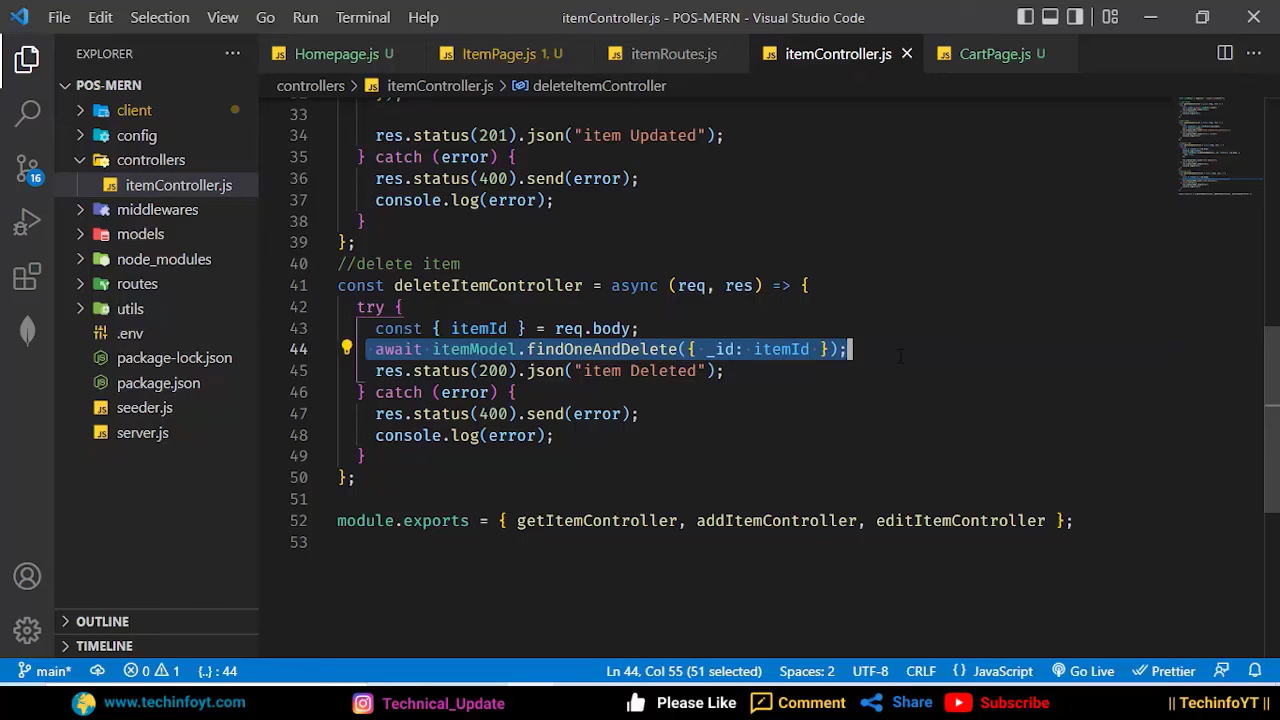 File Edit Selection View Go Run Terminal Help
itemController.js - POS-MERN - Visual Studio Code
EXPLORER
Homepage.js U
ItemPage.js 1, U
itemRoutes.js
itemController.js
CartPage.js U
POS-MERN
controllers > JS itemController.js > deleteItemController
client
config
controllers
JS itemController.js
middlewares
models
node_modules
routes
utils
.env
package-lock.json
package.json
JS seeder.js
JS server.js
OUTLINE
TIMELINE
16
33
34 res.status(201).json("item Updated");
35 } catch (error) {
36 res.status(400).send(error);
37 console.log(error);
38 }
39 };
40 //delete item
41 const deleteItemController = async (req, res) => {
42 try {
43 const { itemId } = req.body;
44 await itemModel.findOneAndDelete({ _id: itemId });
45 res.status(200).json("item Deleted");
46 } catch (error) {
47 res.status(400).send(error);
48 console.log(error);
49 }
50 };
51
52 module.exports = { getItemController, addItemController, editItemController };
53
main* 0 1 {..} : 44 Ln 44, Col 55 (51 selected) Spaces: 2 UTF-8 CRLF {} JavaScript Go Live Prettier
www.techinfoyt.com Technical_Update Please Like Comment Share Subscribe || TechinfoYT ||